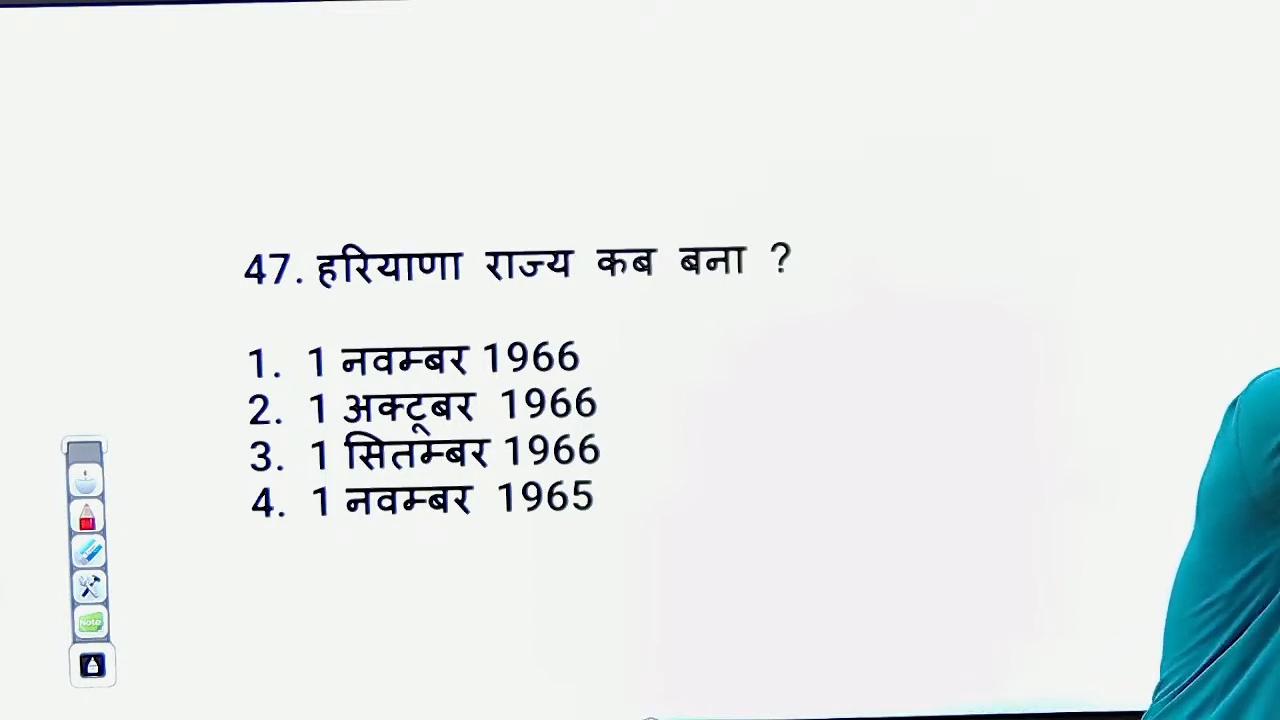 47. हरियाणा राज्य कब बना ?
1. 1 नवम्बर 1966
2. 1 अक्टूबर 1966
3. 1 सितम्बर 1966
4. 1 नवम्बर 1965
Note